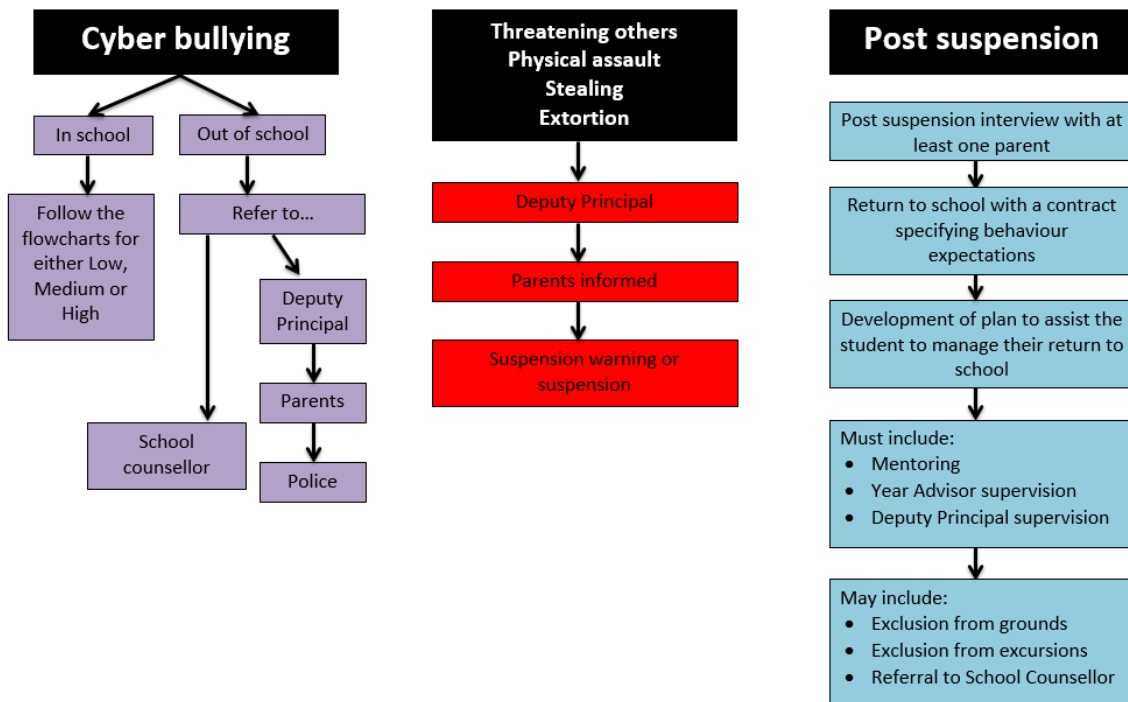 Cyber bullying
In school
Out of school
Follow the
flowcharts for
either Low,
Medium or
High
Refer to...
Deputy
Principal
Parents
School
counsellor
Police
Threatening others
Physical assault
Stealing
Extortion
Deputy Principal
Parents informed
Suspension warning or
suspension
Post suspension
Post suspension interview with at
least one parent
Return to school with a contract
specifying behaviour
expectations
Development of plan to assist the
student to manage their return to
school
Must include:
• Mentoring
• Year Advisor supervision
• Deputy Principal supervision
May include:
• Exclusion from grounds
• Exclusion from excursions
• Referral to School Counsellor